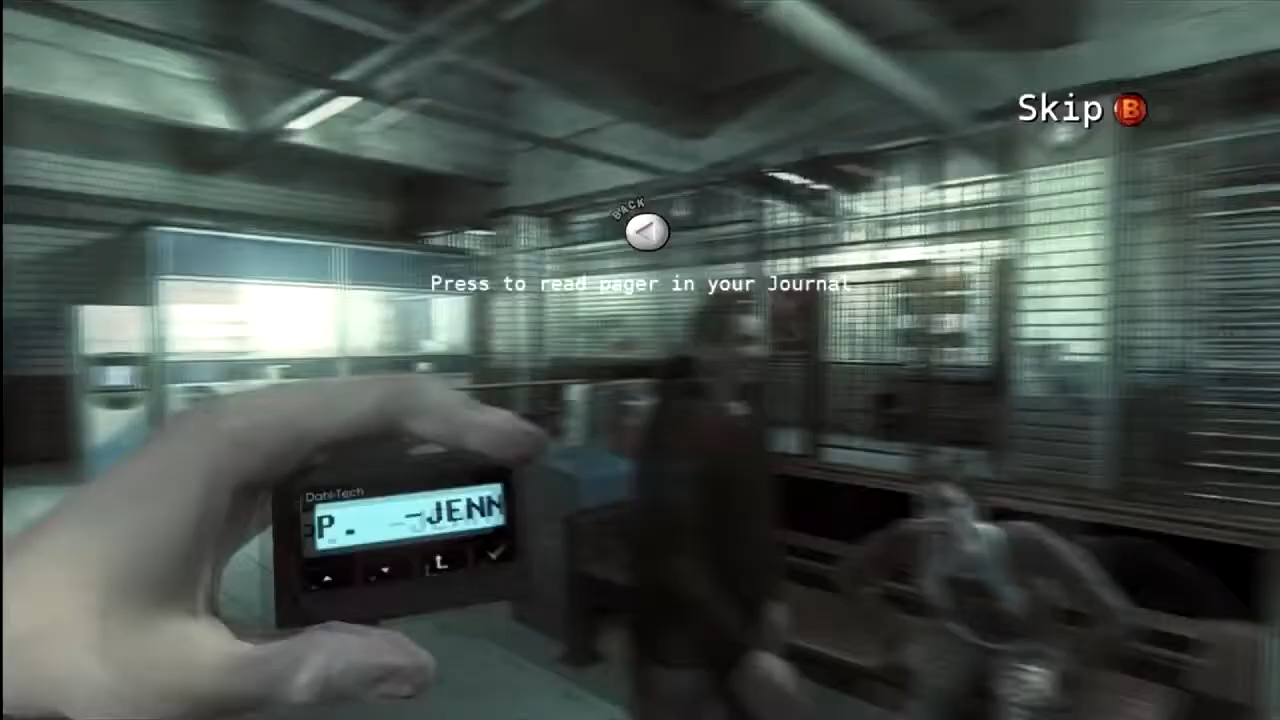 Skip B
BACK
Press to read pager in your Journal
Dahl-Tech
P. -JENN